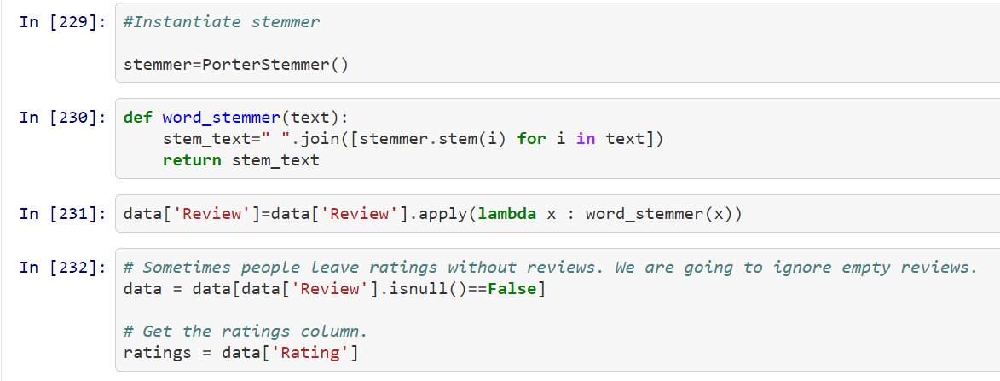 In [229]: #Instantiate stemmer
stemmer=PorterStemmer()
In [230]: def word_stemmer(text):
    stem_text=" ".join([stemmer.stem(i) for i in text])
    return stem_text
In [231]: data['Review']=data['Review'].apply(lambda x : word_stemmer(x))
In [232]: # Sometimes people leave ratings without reviews. We are going to ignore empty reviews.
data = data[data['Review'].isnull()==False]
# Get the ratings column.
ratings = data['Rating']